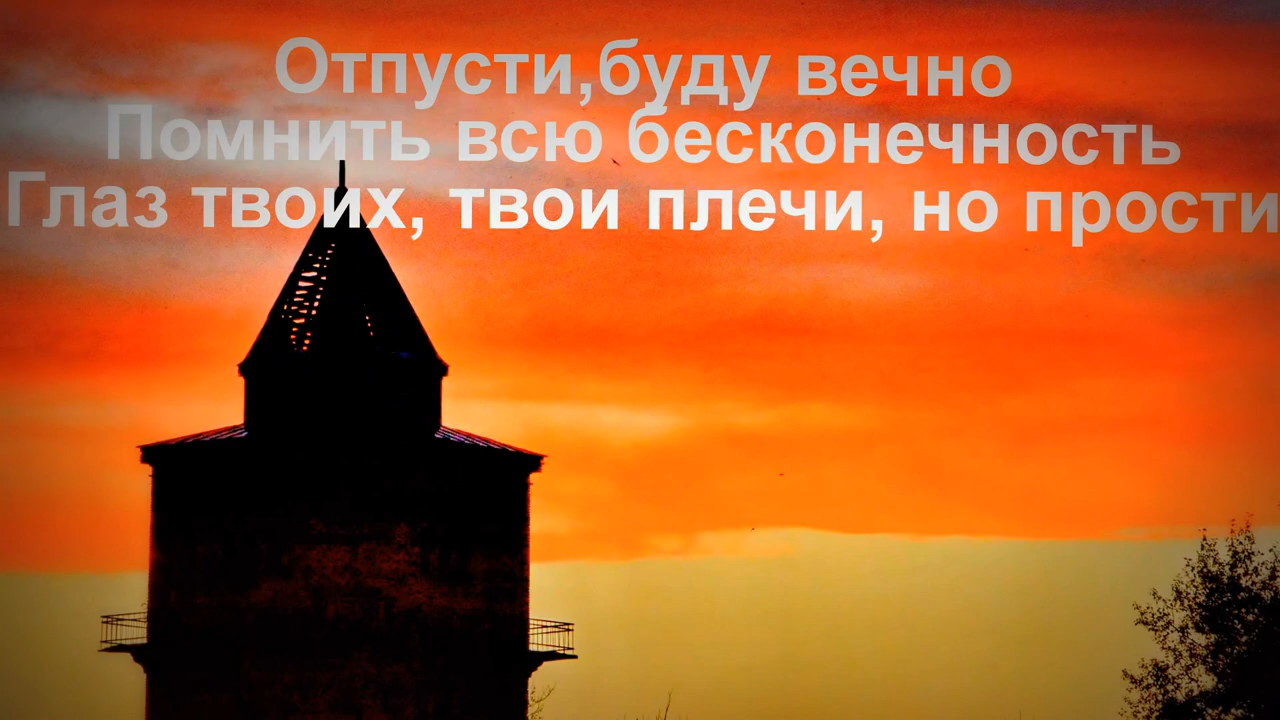 Отпусти,буду вечно
Помнить всю бесконечность
Глаз твоих, твои плечи, но прости